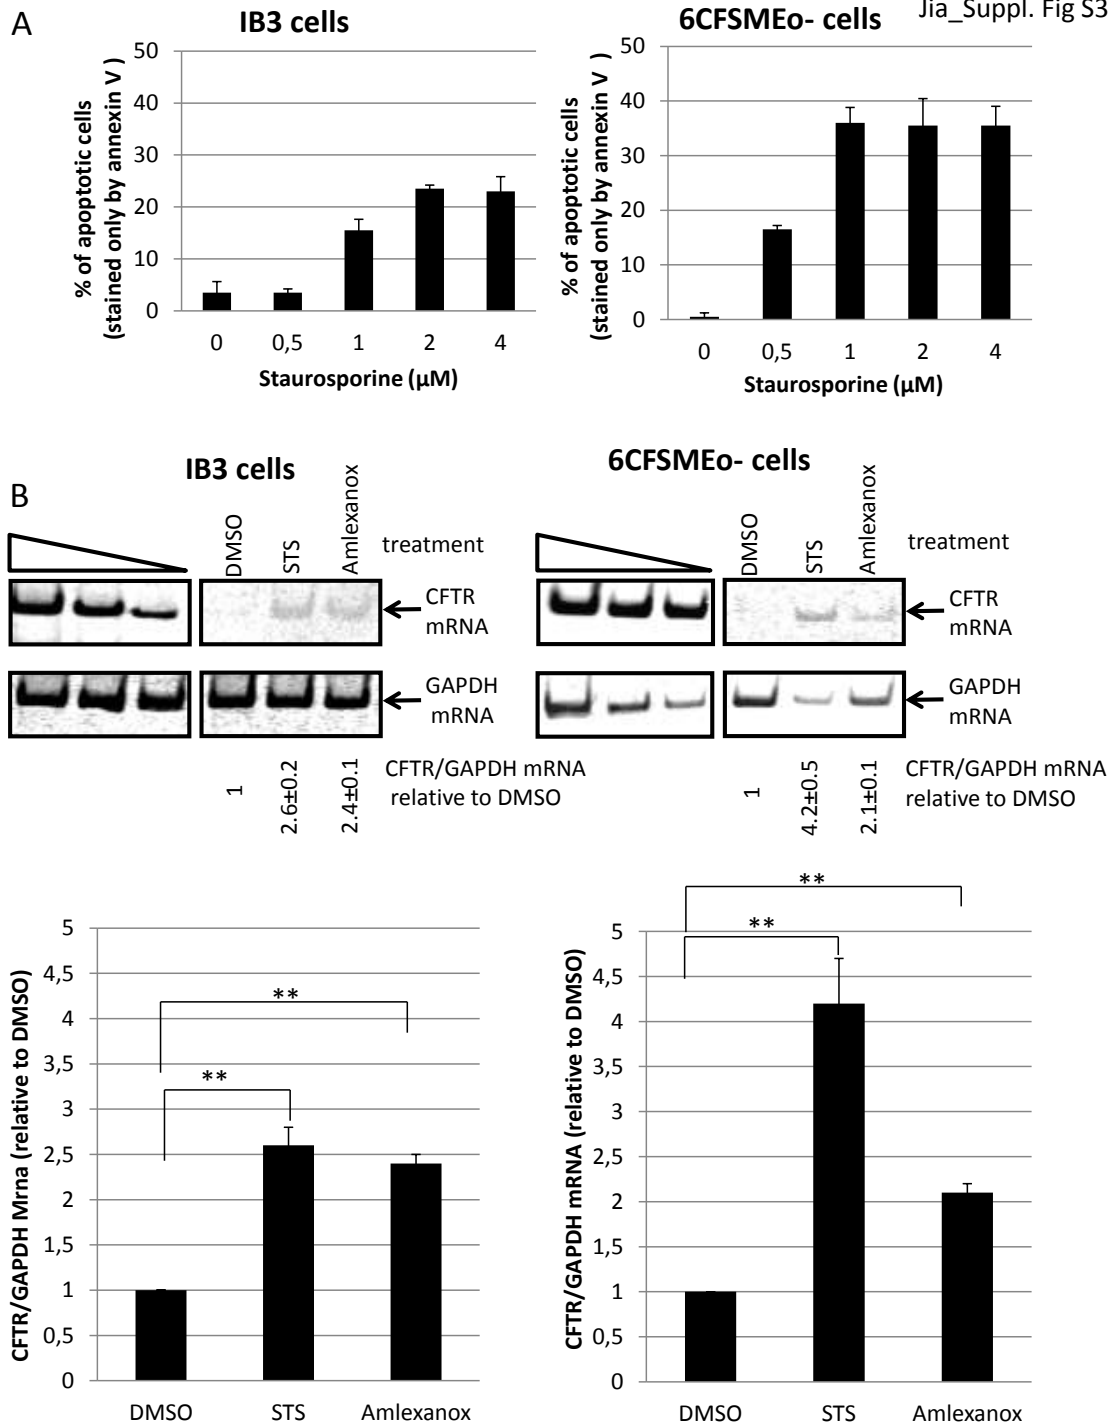 Jia_Suppl. Fig S3
A
IB3 cells
% of apoptotic cells
(stained only by annexin V )
50
40
30
20
10
0
0 0,5 1 2 4
Staurosporine (µM)
6CFSMEo- cells
% of apoptotic cells
(stained only by annexin V )
50
40
30
20
10
0
0 0,5 1 2 4
Staurosporine (µM)
B
IB3 cells
DMSO STS Amlexanox treatment
CFTR
mRNA
GAPDH
mRNA
1 2.6±0.2 2.4±0.1
CFTR/GAPDH mRNA
relative to DMSO
6CFSMEo- cells
DMSO STS Amlexanox treatment
CFTR
mRNA
GAPDH
mRNA
1 4.2±0.5 2.1±0.1
CFTR/GAPDH mRNA
relative to DMSO
CFTR/GAPDH Mrna (relative to DMSO)
5
4,5
4
3,5
3
2,5
2
1,5
1
0,5
0
**
**
DMSO STS Amlexanox
CFTR/GAPDH mRNA (relative to DMSO)
5
4,5
4
3,5
3
2,5
2
1,5
1
0,5
0
**
**
DMSO STS Amlexanox